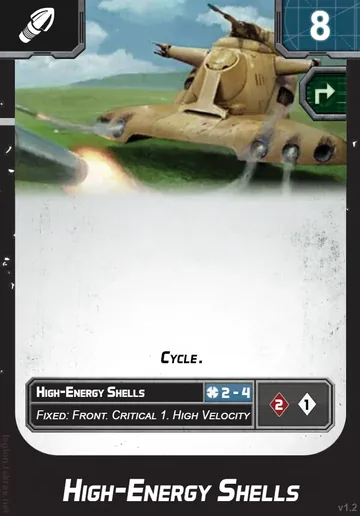 8
Cycle.
High-Energy Shells 2 - 4
Fixed: Front. Critical 1. High Velocity
2 1
High-Energy Shells
v1.2